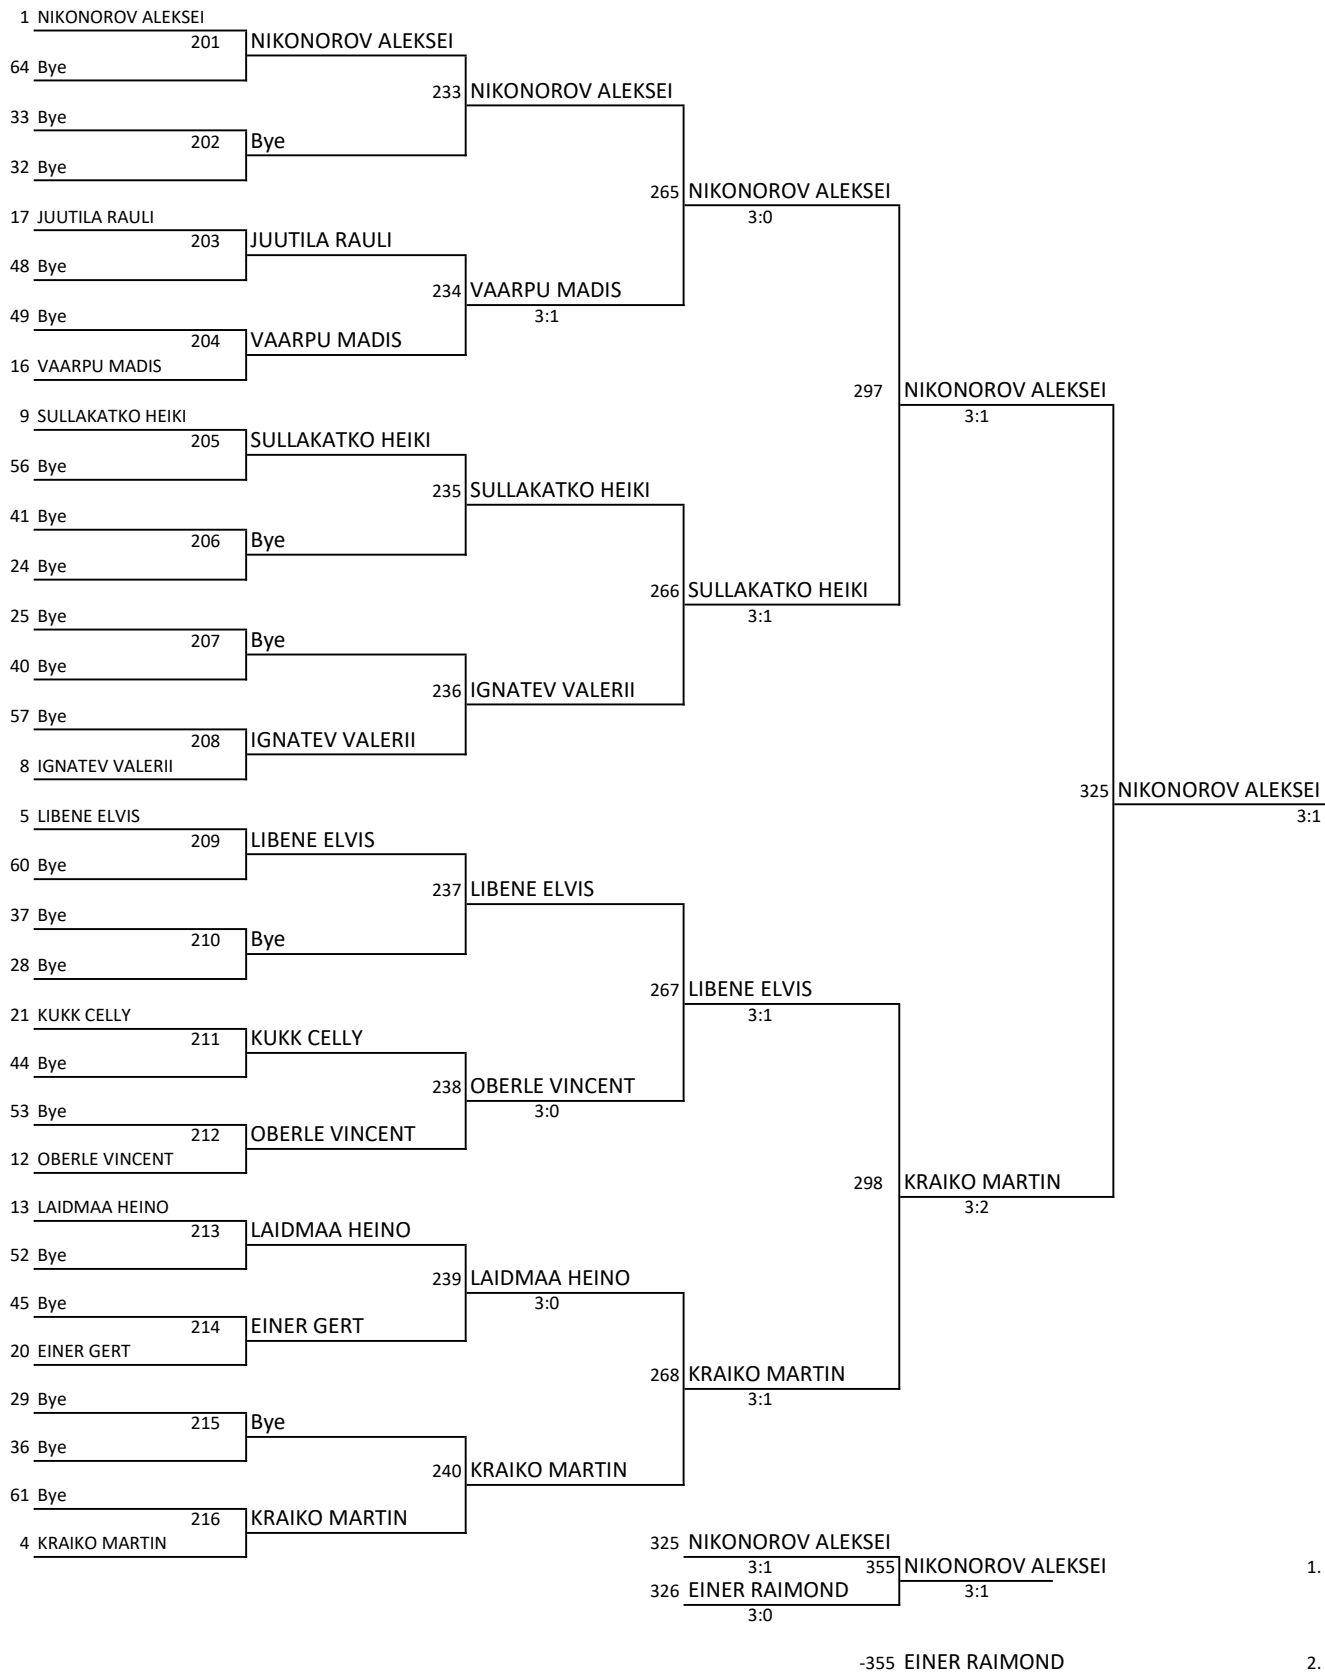 1 NIKONOROV ALEKSEI
201 NIKONOROV ALEKSEI
64 Bye
233 NIKONOROV ALEKSEI
33 Bye
202 Bye
32 Bye
265 NIKONOROV ALEKSEI
3:0
17 JUUTILA RAULI
203 JUUTILA RAULI
48 Bye
234 VAARPU MADIS
3:1
49 Bye
204 VAARPU MADIS
16 VAARPU MADIS
297 NIKONOROV ALEKSEI
3:1
9 SULLAKATKO HEIKI
205 SULLAKATKO HEIKI
56 Bye
235 SULLAKATKO HEIKI
41 Bye
206 Bye
24 Bye
266 SULLAKATKO HEIKI
3:1
25 Bye
207 Bye
40 Bye
236 IGNATEV VALERII
57 Bye
208 IGNATEV VALERII
8 IGNATEV VALERII
325 NIKONOROV ALEKSEI
3:1
5 LIBENE ELVIS
209 LIBENE ELVIS
60 Bye
237 LIBENE ELVIS
37 Bye
210 Bye
28 Bye
267 LIBENE ELVIS
3:1
21 KUKK CELLY
211 KUKK CELLY
44 Bye
238 OBERLE VINCENT
3:0
53 Bye
212 OBERLE VINCENT
12 OBERLE VINCENT
298 KRAIKO MARTIN
3:2
13 LAIDMAA HEINO
213 LAIDMAA HEINO
52 Bye
239 LAIDMAA HEINO
3:0
45 Bye
214 EINER GERT
20 EINER GERT
268 KRAIKO MARTIN
3:1
29 Bye
215 Bye
36 Bye
240 KRAIKO MARTIN
61 Bye
216 KRAIKO MARTIN
4 KRAIKO MARTIN
325 NIKONOROV ALEKSEI
3:1
355 NIKONOROV ALEKSEI 1.
3:1
326 EINER RAIMOND
3:0
-355 EINER RAIMOND 2.